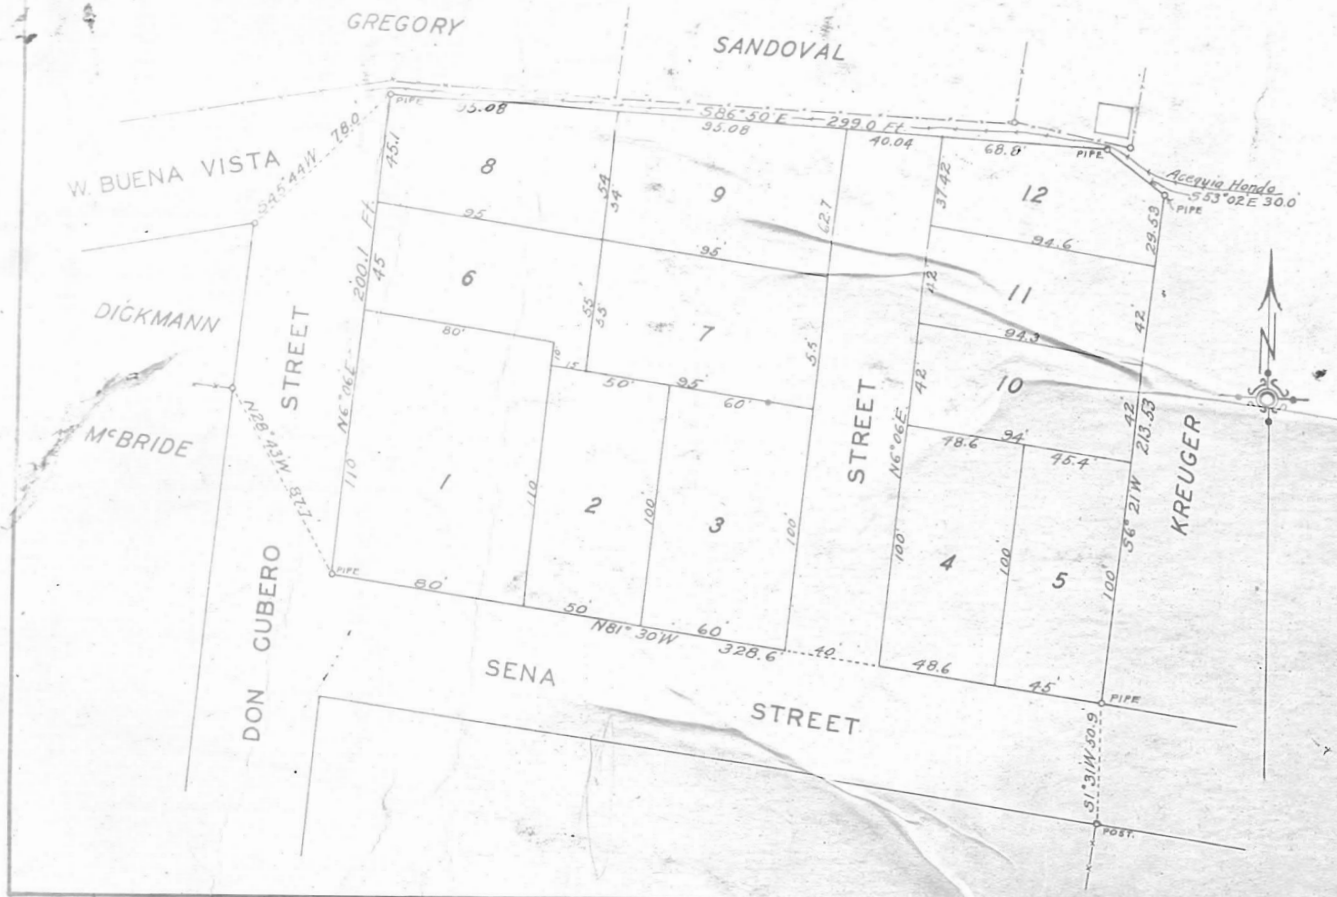 GREGORY
SANDOVAL
PIPE
95.08
S86°50'E 299.0 Ft.
95.08
40.04
68.8'
PIPE
Acequia Honda
S53°02'E 30.0'
PIPE
78.0'
W. BUENA VISTA
45.1
8
54'
54'
9
62.7
37.42'
12
29.53
95'
95'
94.6'
200.1 Ft.
45
6
55'
55'
7
55'
42'
11
42'
N
DICKMANN
STREET
80'
10'
15'
50'
95'
60'
94.3
42'
10
42'
213.53
McBRIDE
N28°43'W 87.7
N6°06'E
110'
1
110'
2
100'
3
100'
STREET
N6°06'E
48.6
94'
45.4'
S6°21'W
KREUGER
100'
4
100'
5
100'
PIPE
80'
50'
N81°30'W
60'
328.6'
40'
48.6
45'
PIPE
DON CUBERO
SENA
STREET
S1°31'W 50.9'
POST.